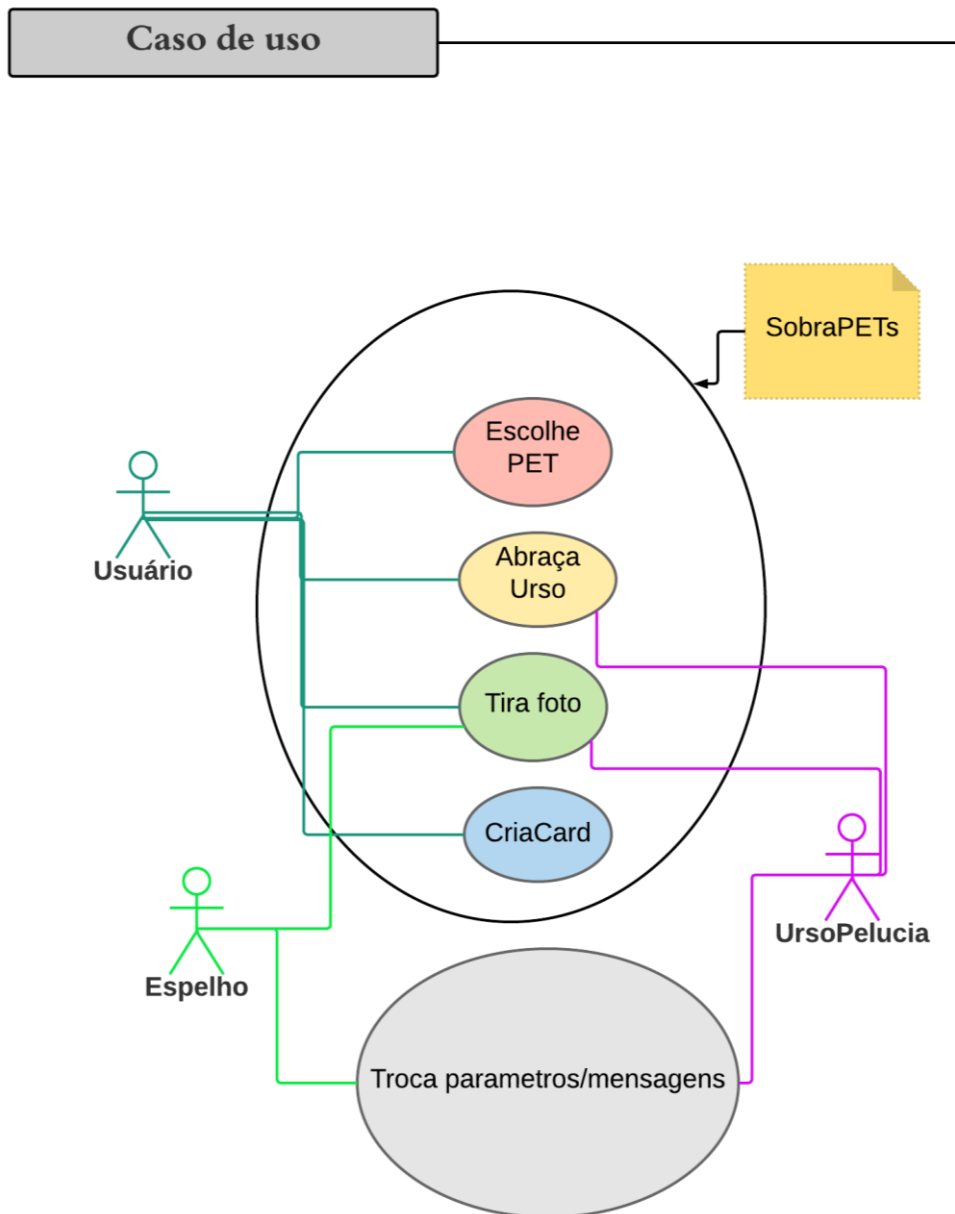 Caso de uso
SobraPETs
Escolhe
PET
Usuário
Abraça
Urso
Tira foto
CriaCard
UrsoPelucia
Espelho
Troca parametros/mensagens